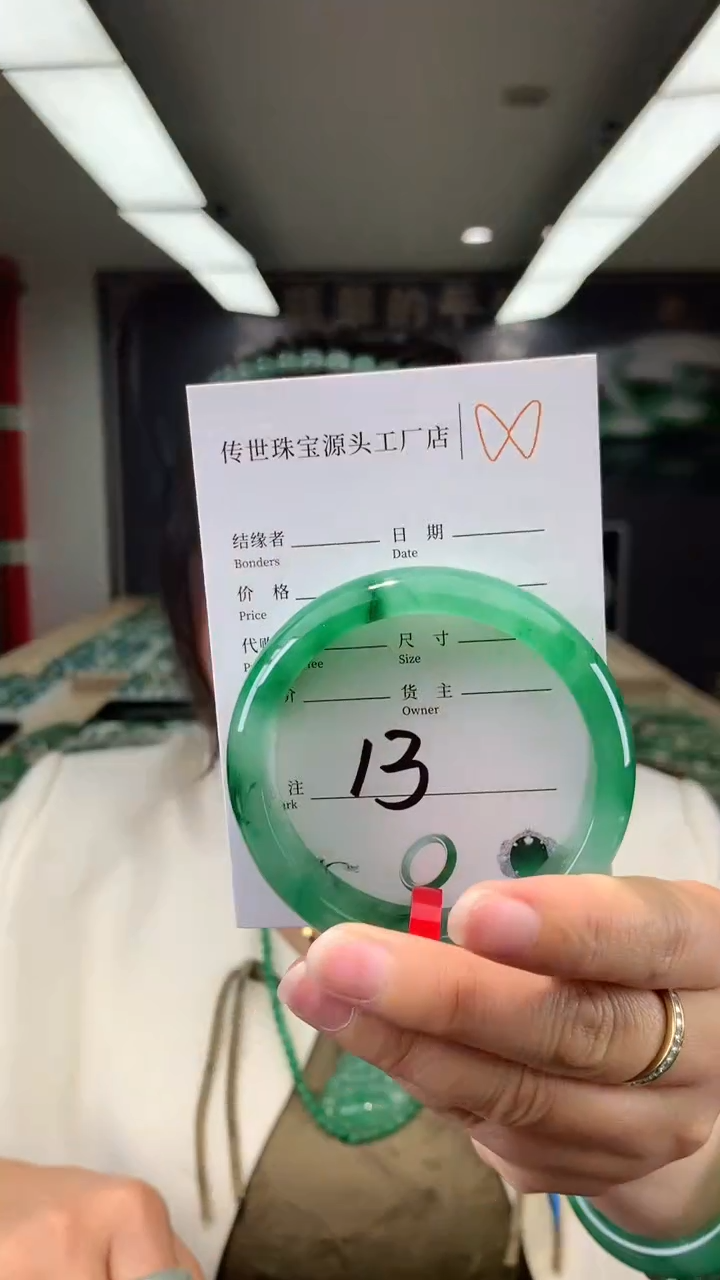 传世珠宝源头工厂店
结缘者 日 期
Bonders Date
价 格
Price
尺 寸
Size
货 主
Owner
13
注